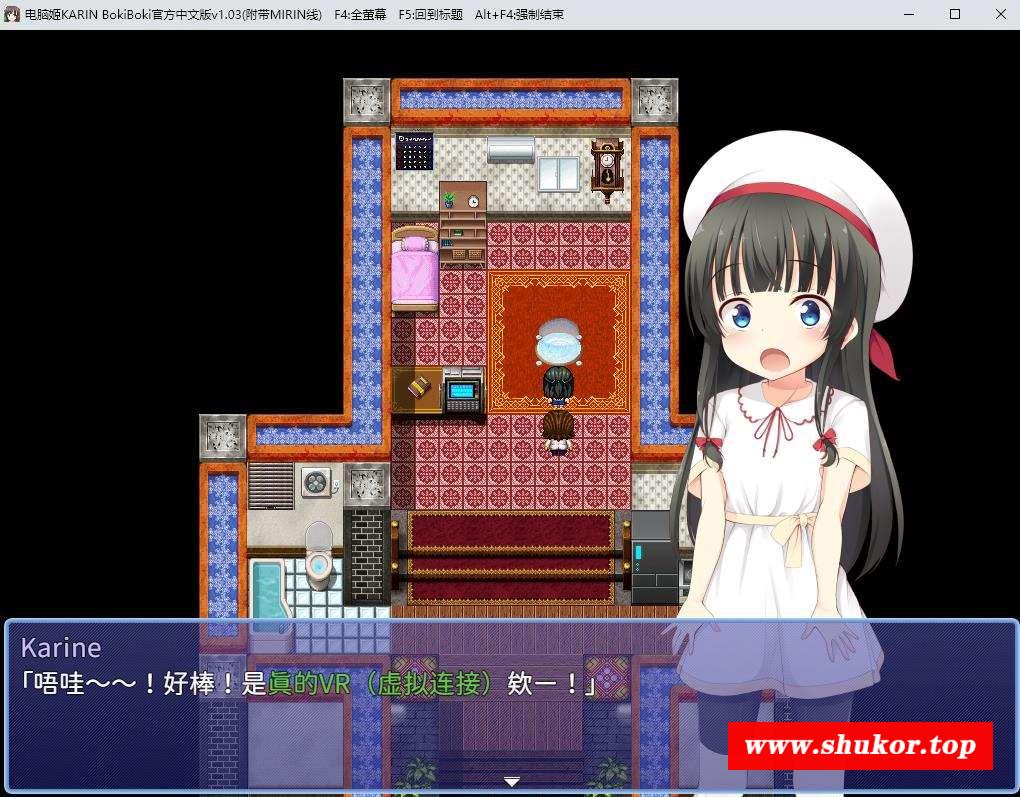 电脑姬KARIN BokiBoki官方中文版v1.03(附带MIRIN线) F4:全萤幕 F5:回到标题 Alt+F4:强制结束
Karine
「唔哇～～！好棒！是眞的VR（虚拟连接）欸ー！」
www.shukor.top